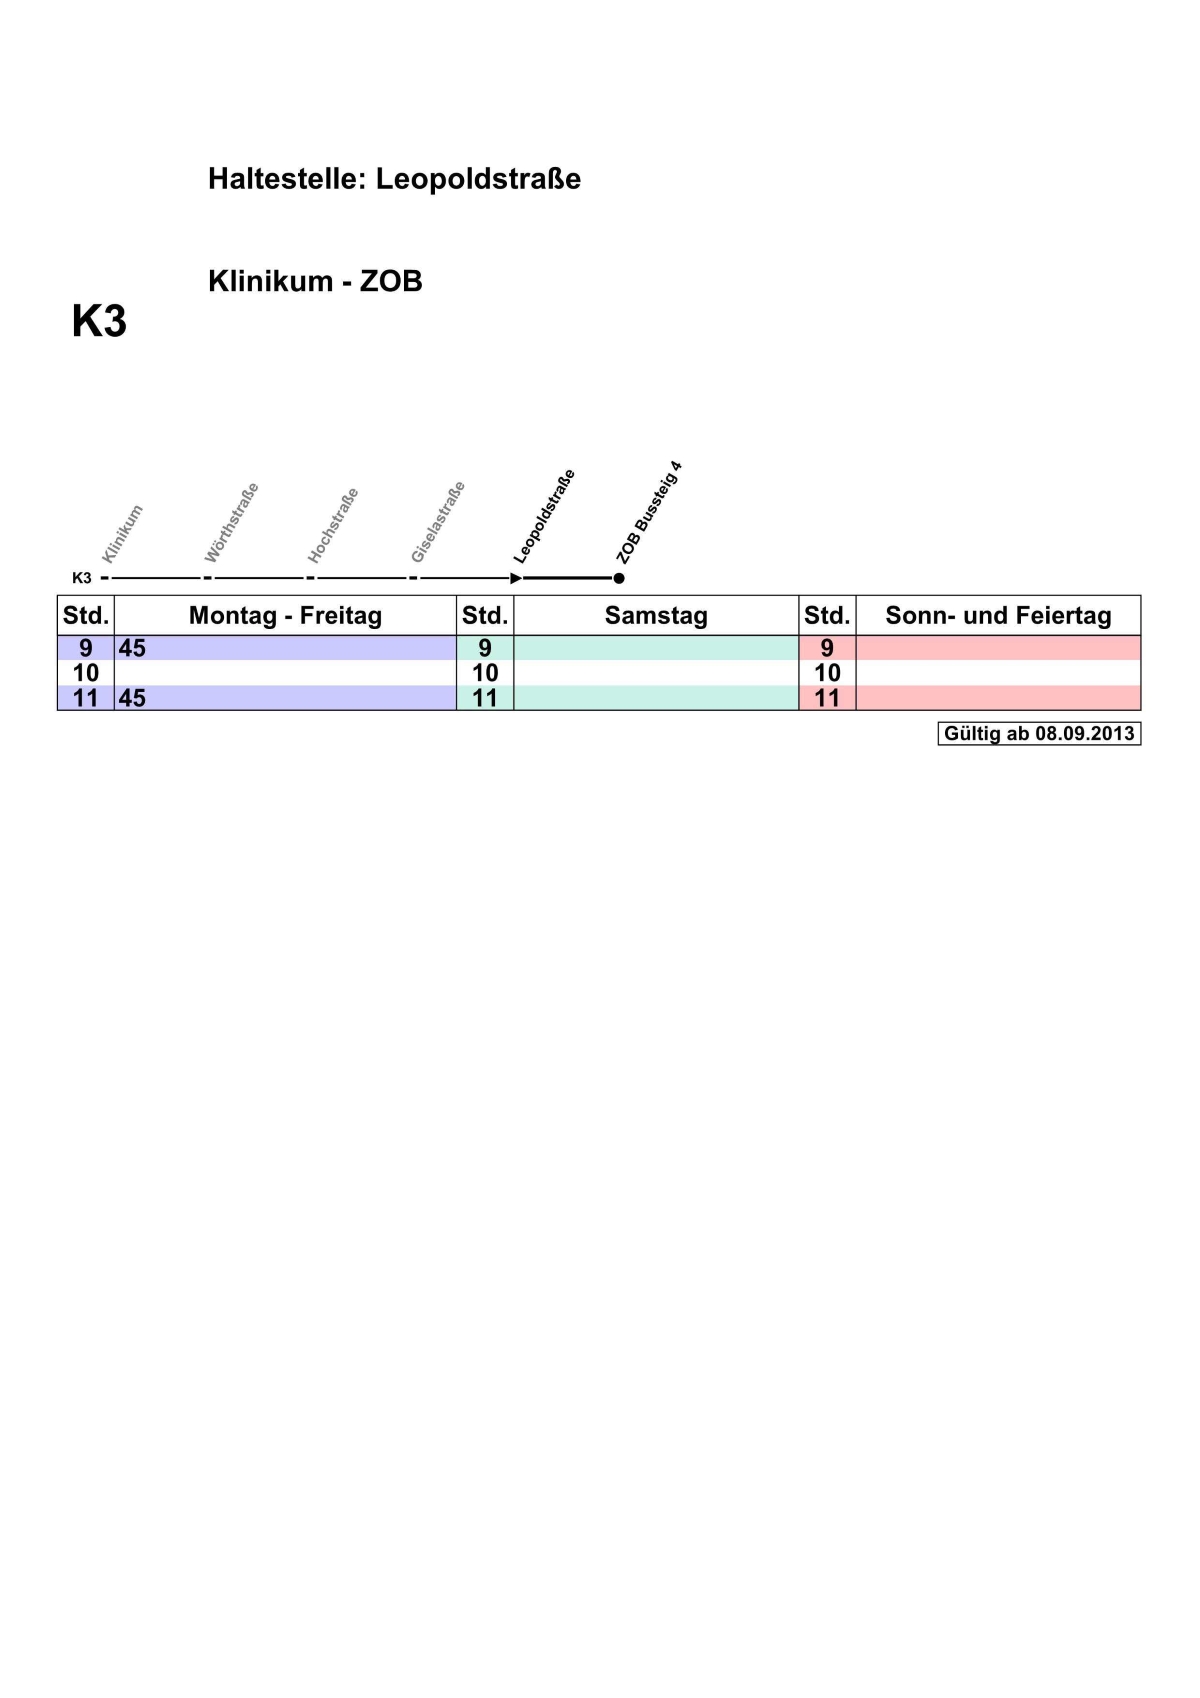 Haltestelle: Leopoldstraße
Klinikum - ZOB
K3
Klinikum
Wörthstraße
Hochstraße
Giselastraße
Leopoldstraße
ZOB Bussteig 4
K3
Std. Montag - Freitag Std. Samstag Std. Sonn- und Feiertag
9 45 9 9
10 10 10
11 45 11 11
Gültig ab 08.09.2013